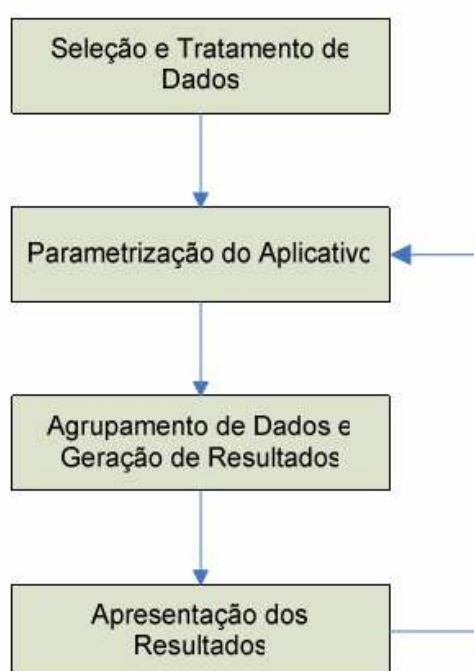 Seleção e Tratamento de
Dados
Parametrização do Aplicativo
Agrupamento de Dados e
Geração de Resultados
Apresentação dos
Resultados